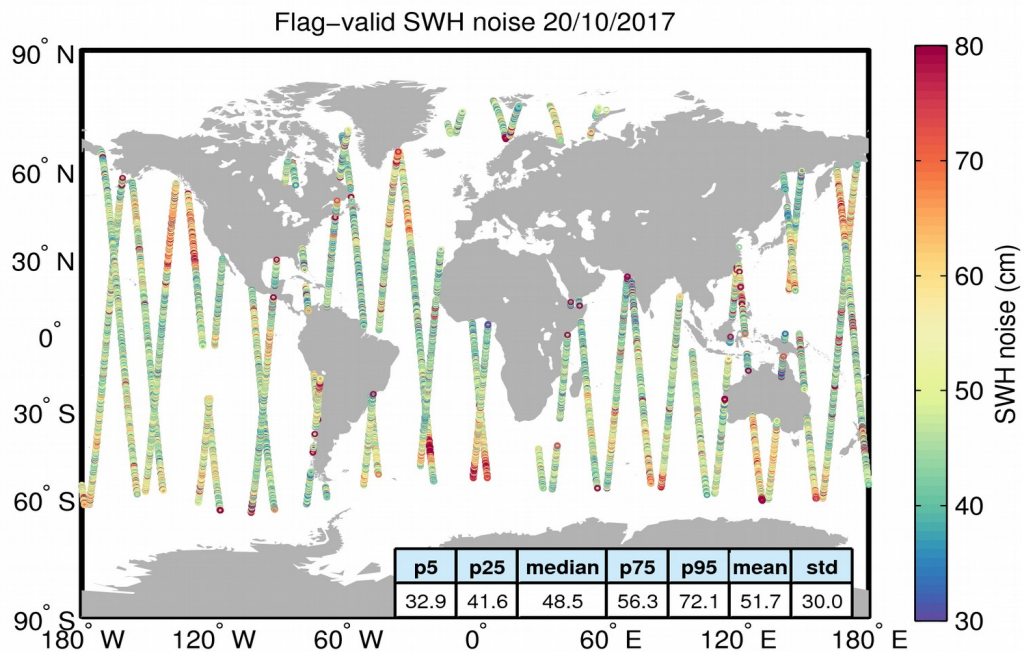 Flag−valid SWH noise 20/10/2017
90° N
60° N
30° N
0°
30° S
60° S
90° S
180° W
120° W
60° W
0°
60° E
120° E
180° E
p5 p25 median p75 p95 mean std
32.9 41.6 48.5 56.3 72.1 51.7 30.0
80
70
60
50
40
30
SWH noise (cm)